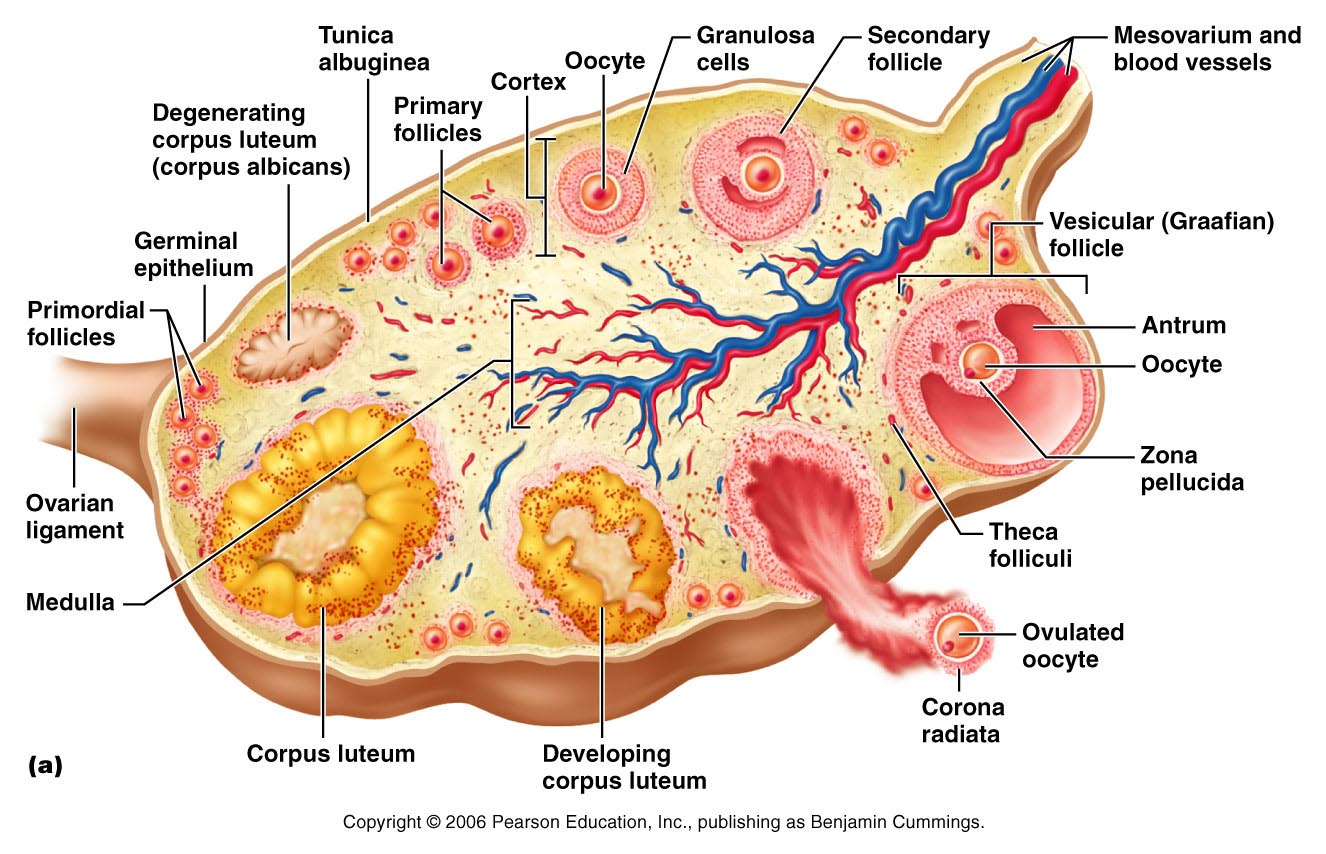 Tunica
albuginea
Oocyte
Granulosa
cells
Secondary
follicle
Mesovarium and
blood vessels
Cortex
Primary
follicles
Degenerating
corpus luteum
(corpus albicans)
Vesicular (Graafian)
follicle
Germinal
epithelium
Primordial
follicles
Antrum
Oocyte
Zona
pellucida
Ovarian
ligament
Theca
folliculi
Medulla
Ovulated
oocyte
Corona
radiata
Corpus luteum
Developing
corpus luteum
(a)
Copyright © 2006 Pearson Education, Inc., publishing as Benjamin Cummings.